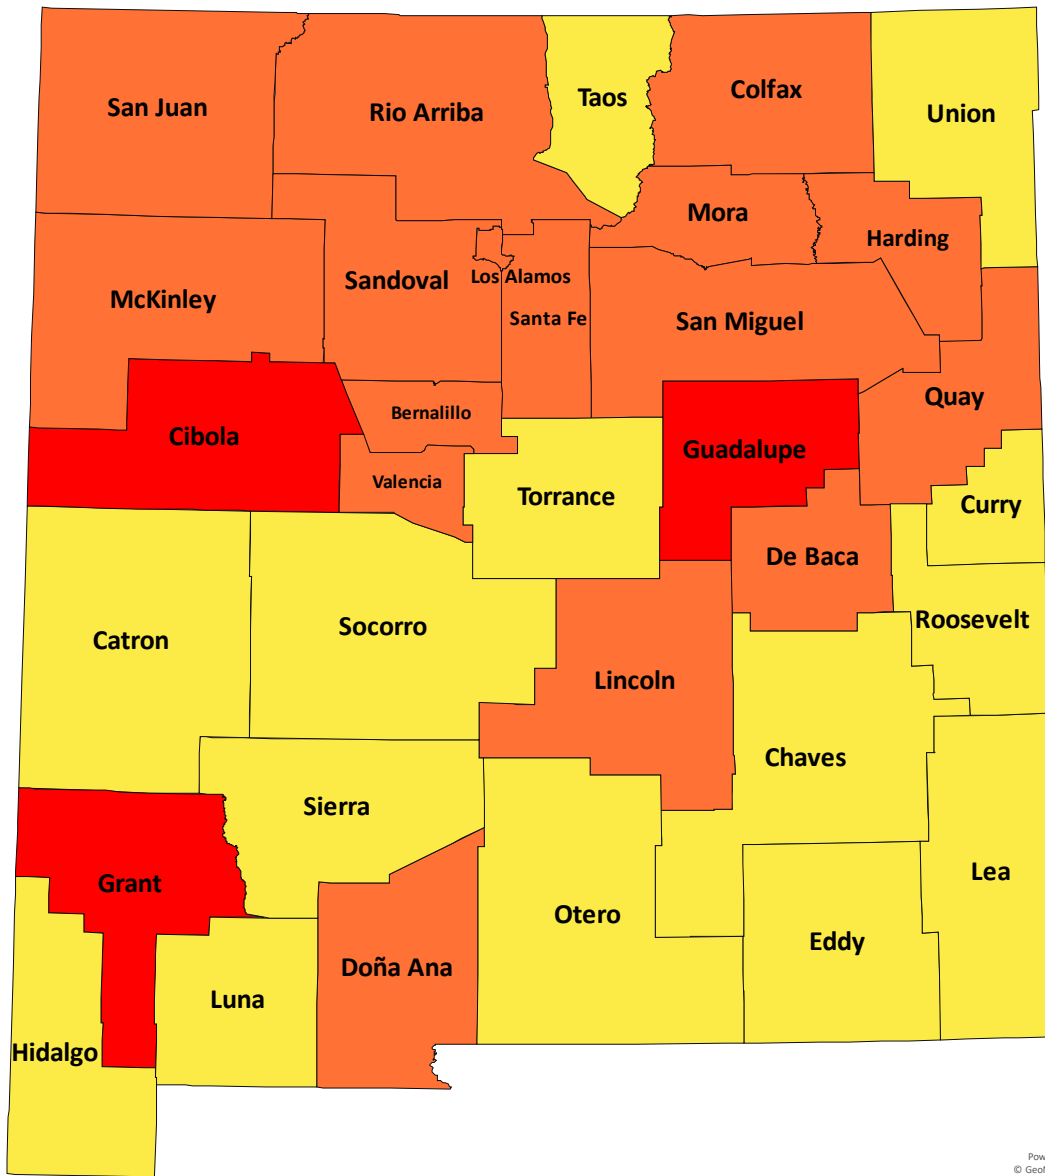 San Juan
Rio Arriba
Taos
Colfax
Union
Mora
Harding
McKinley
Sandoval
Los Alamos
Santa Fe
San Miguel
Quay
Cibola
Bernalillo
Guadalupe
Valencia
Torrance
Curry
De Baca
Catron
Socorro
Roosevelt
Lincoln
Chaves
Sierra
Grant
Lea
Otero
Eddy
Doña Ana
Luna
Hidalgo
Pow
© Geo